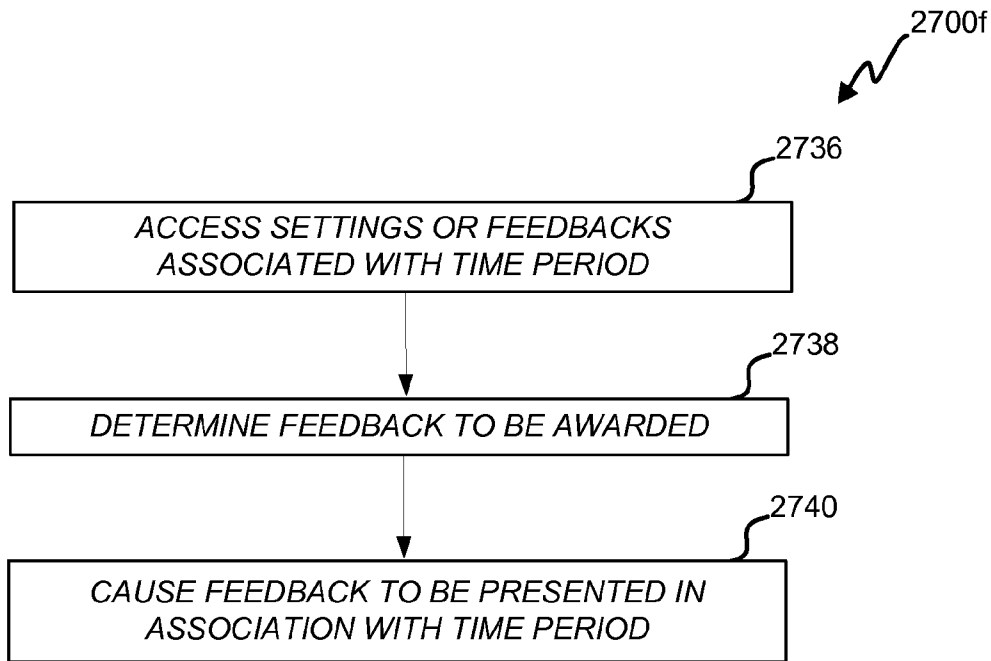 2700f
2736
ACCESS SETTINGS OR FEEDBACKS
ASSOCIATED WITH TIME PERIOD
2738
DETERMINE FEEDBACK TO BE AWARDED
2740
CAUSE FEEDBACK TO BE PRESENTED IN
ASSOCIATION WITH TIME PERIOD